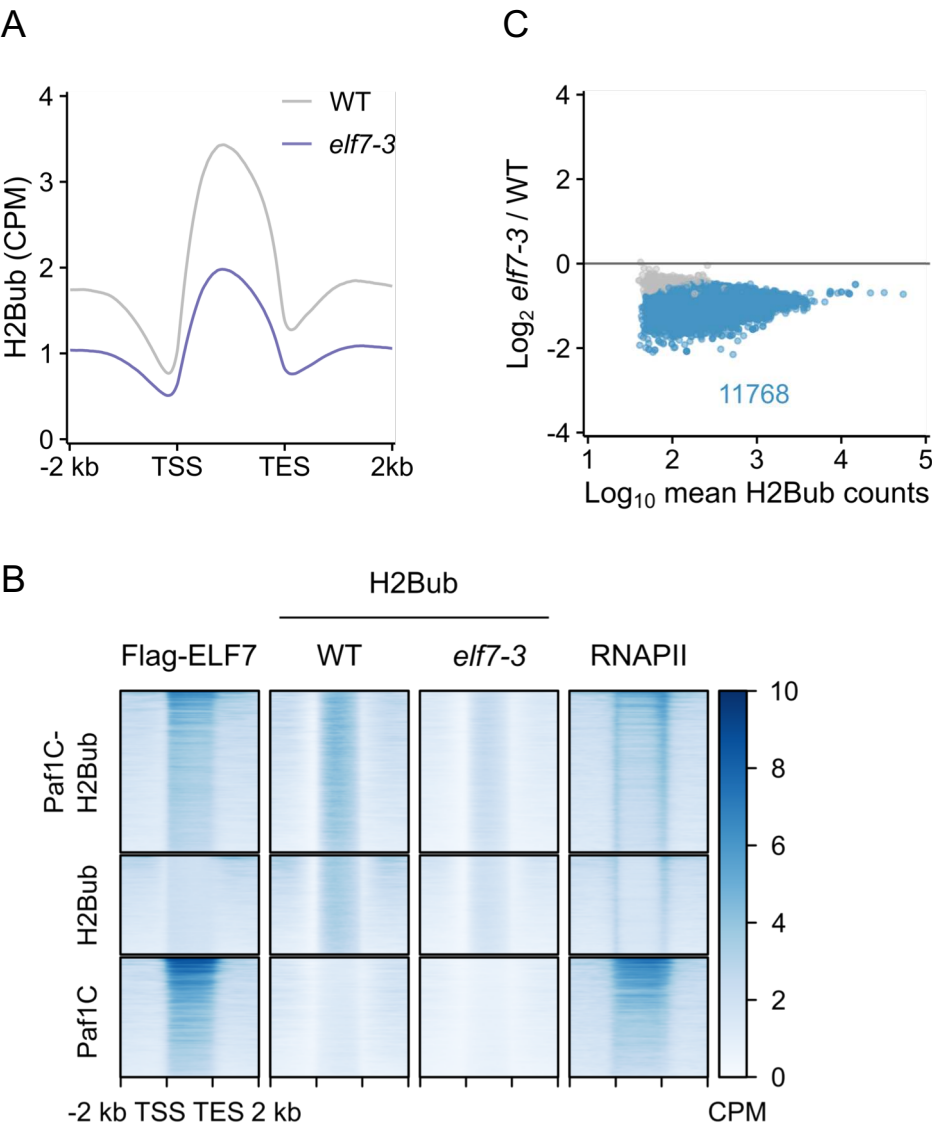 A
H2Bub (CPM)
4
3
2
1
0
-2 kb TSS TES 2kb
WT
elf7-3
C
Log2 elf7-3 / WT
4
2
0
-2
-4
11768
1 2 3 4 5
Log10 mean H2Bub counts
B
H2Bub
Flag-ELF7 WT elf7-3 RNAPII
Paf1C-
H2Bub
H2Bub
Paf1C
10
8
6
4
2
0
-2 kb TSS TES 2 kb
CPM